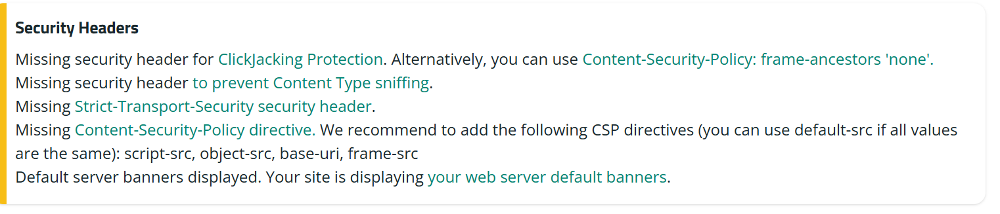 Security Headers
Missing security header for ClickJacking Protection. Alternatively, you can use Content-Security-Policy: frame-ancestors 'none'.
Missing security header to prevent Content Type sniffing.
Missing Strict-Transport-Security security header.
Missing Content-Security-Policy directive. We recommend to add the following CSP directives (you can use default-src if all values
are the same): script-src, object-src, base-uri, frame-src
Default server banners displayed. Your site is displaying your web server default banners.